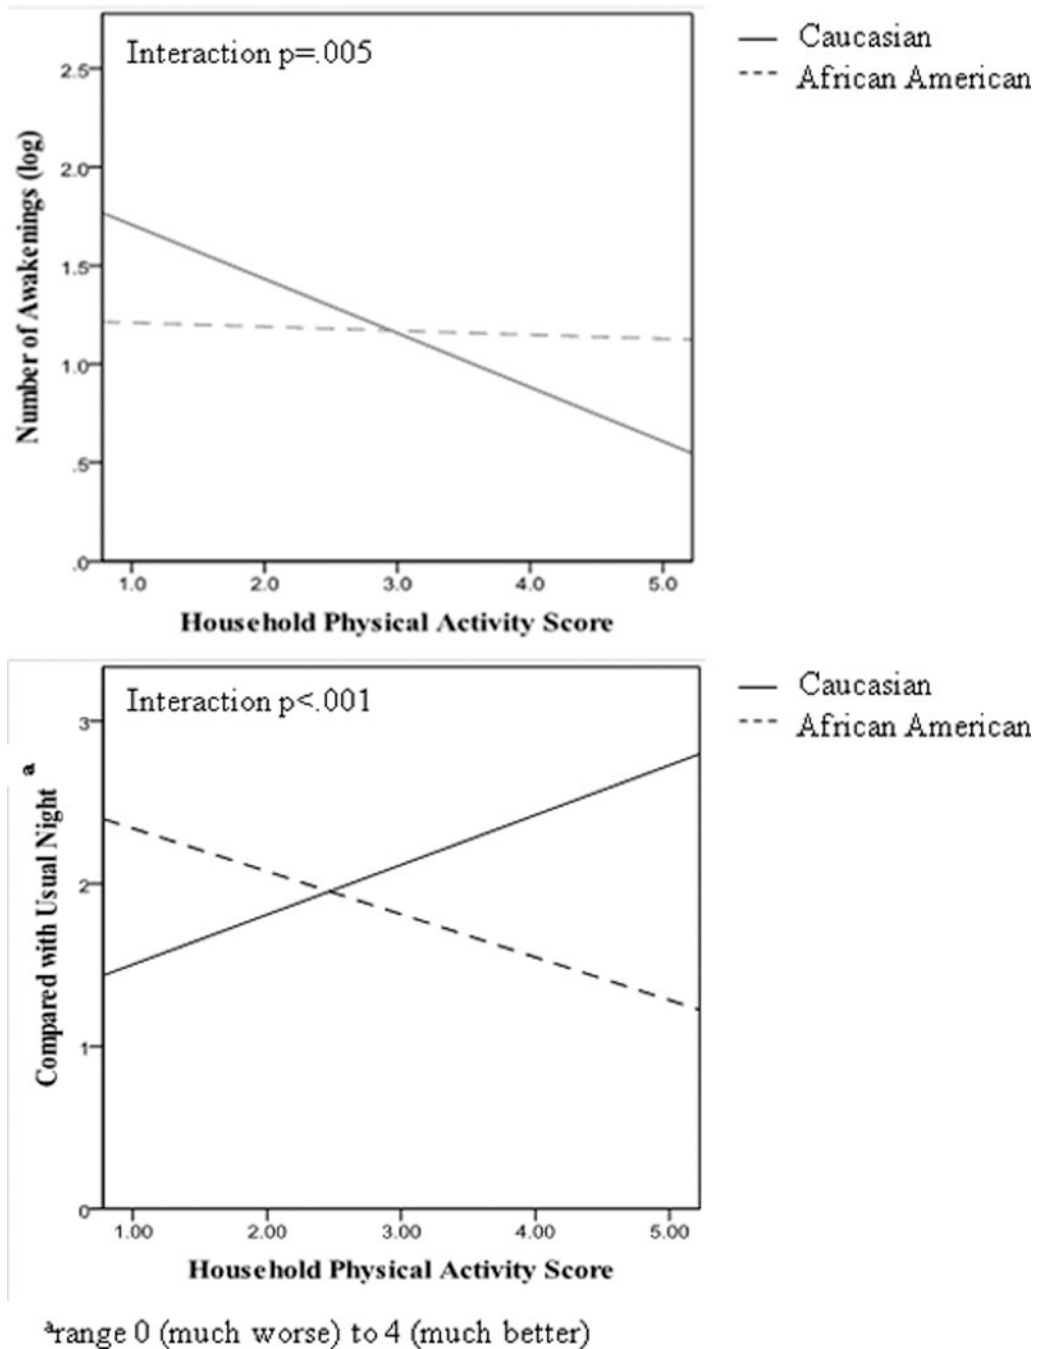 Interaction p=.005
Caucasian
African American
Number of Awakenings (log)
2.5
2.0
1.5
1.0
.5
.0
1.0 2.0 3.0 4.0 5.0
Household Physical Activity Score
Interaction p<.001
Caucasian
African American
Compared with Usual Night a
3
2
1
0
1.00 2.00 3.00 4.00 5.00
Household Physical Activity Score
a range 0 (much worse) to 4 (much better)